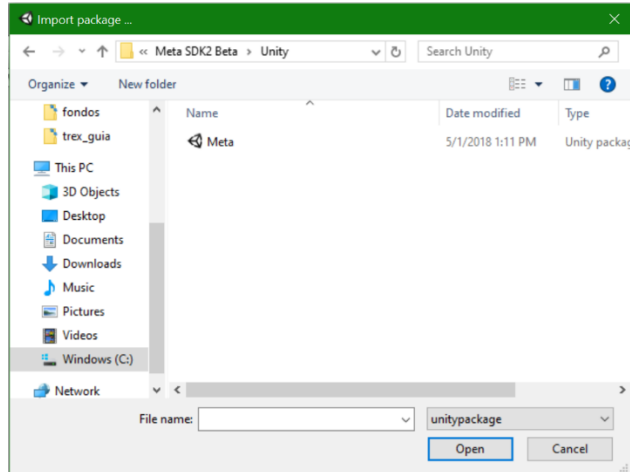 Import package ...
« Meta SDK2 Beta > Unity
Search Unity
Organize
New folder
fondos
trex_guia
This PC
3D Objects
Desktop
Documents
Downloads
Music
Pictures
Videos
Windows (C:)
Network
Name
Date modified
Type
Meta
5/1/2018 1:11 PM
Unity packag
File name:
unitypackage
Open
Cancel